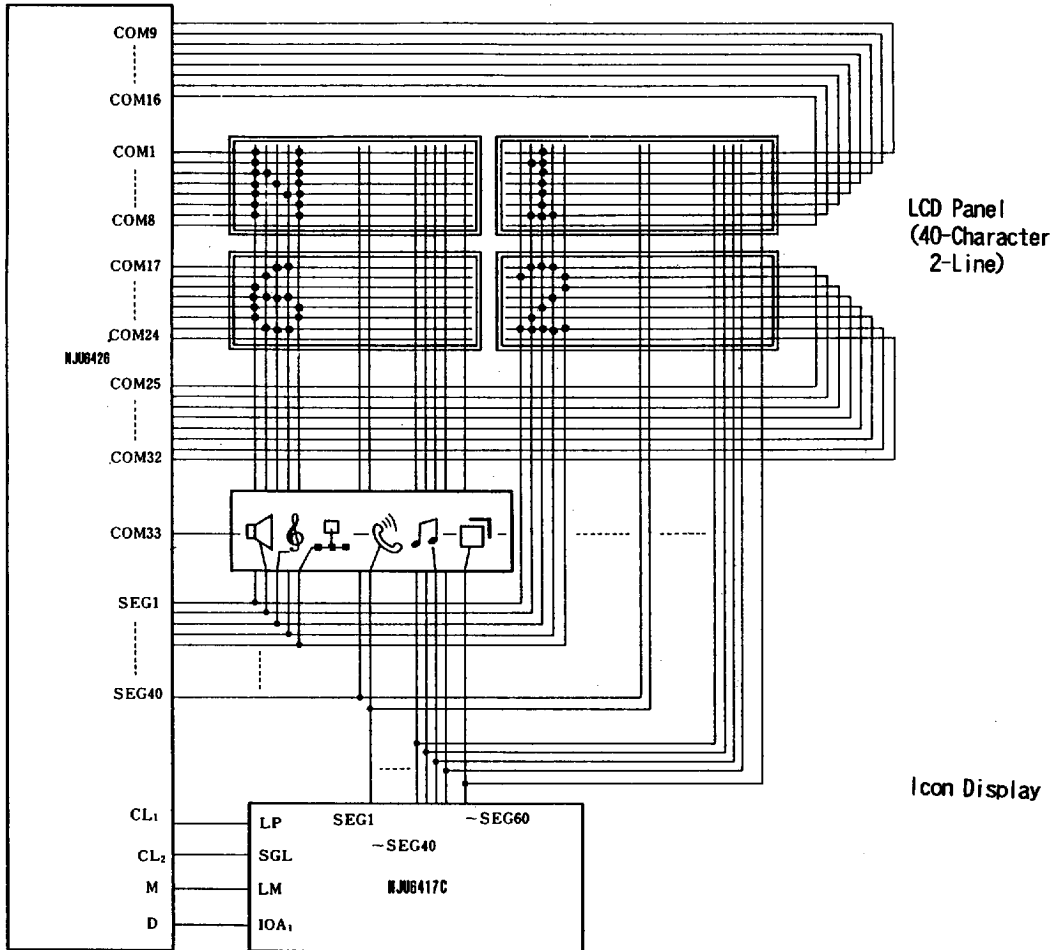 COM9
COM16
COM1
COM8
COM17
COM24
NJU6426
COM25
COM32
COM33
SEG1
SEG40
LCD Panel
(40-Character
2-Line)
Icon Display
CL₁
CL₂
M
D
LP
SGL
LM
IOA₁
SEG1
~SEG40
~SEG60
NJU6417C